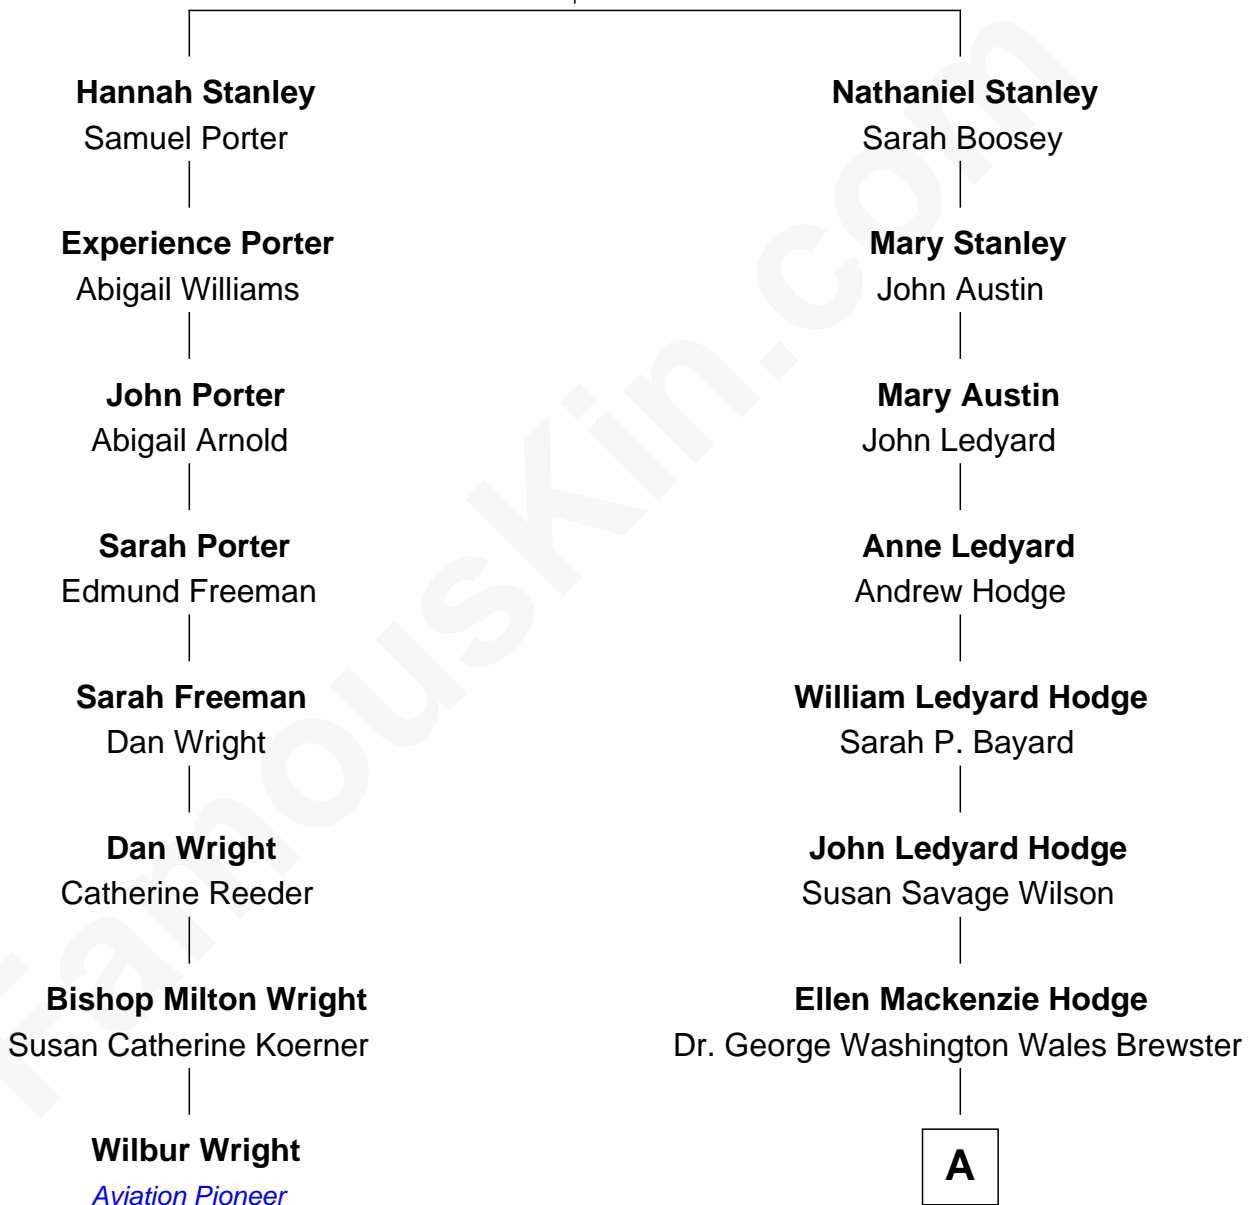 Hannah Stanley
Samuel Porter
Experience Porter
Abigail Williams
John Porter
Abigail Arnold
Sarah Porter
Edmund Freeman
Sarah Freeman
Dan Wright
Dan Wright
Catherine Reeder
Bishop Milton Wright
Susan Catherine Koerner
Wilbur Wright
Aviation Pioneer
Nathaniel Stanley
Sarah Boosey
Mary Stanley
John Austin
Mary Austin
John Ledyard
Anne Ledyard
Andrew Hodge
William Ledyard Hodge
Sarah P. Bayard
John Ledyard Hodge
Susan Savage Wilson
Ellen Mackenzie Hodge
Dr. George Washington Wales Brewster
A
FamousKin.com